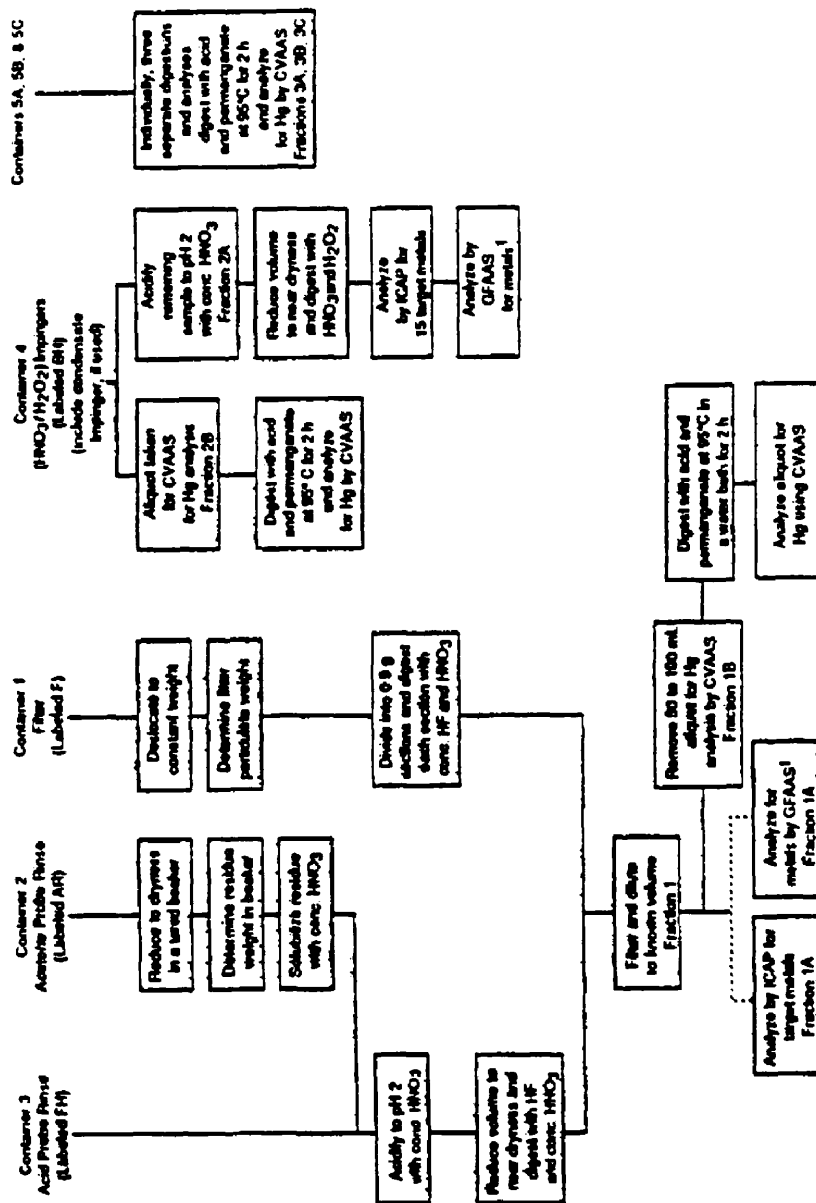 Container 3
Acid Probe Rinse
(Labeled FH)
Acidify to pH 2
with conc HNO3
Reduce volume to
near dryness and
digest with HF
and conc. HNO3
Container 2
Acetone Probe Rinse
(Labeled AR)
Reduce to dryness
in a tared beaker
Determine residue
weight in beaker
Solubilize residue
with conc. HNO3
Container 1
Filter
(Labeled F)
Desiccate to
constant weight
Determine filter
particulate weight
Divide into 0.5 g
sections and digest
each section with
conc. HF and HNO3
Filter and dilute
to known volume
Fraction 1
Analyze by ICAP for
target metals
Fraction 1A
Analyze for
metals by GFAAS1
Fraction 1A
Remove 50 to 100 mL
aliquot for Hg
analysis by CVAAS
Fraction 1B
Digest with acid and
permanganate at 95°C in
a water bath for 2 h
Analyze aliquot for
Hg using CVAAS
Container 4
(HNO3/H2O2) Impingers
(Labeled BH)
(include condensate
impinger, if used)
Aliquot taken
for CVAAS
for Hg analysis
Fraction 2B
Digest with acid
and permanganate
at 95°C for 2 h
and analyze
for Hg by CVAAS
Acidify
remaining
sample to pH 2
with conc HNO3
Fraction 2A
Reduce volume
to near dryness
and digest with
HNO3 and H2O2
Analyze
by ICAP for
15 target metals
Analyze by
GFAAS
for metals1
Containers 5A, 5B, & 5C
Individually, three
separate digestions
and analyses
digest with acid
and permanganate
at 95°C for 2 h
and analyze
for Hg by CVAAS
Fractions 3A, 3B, 3C